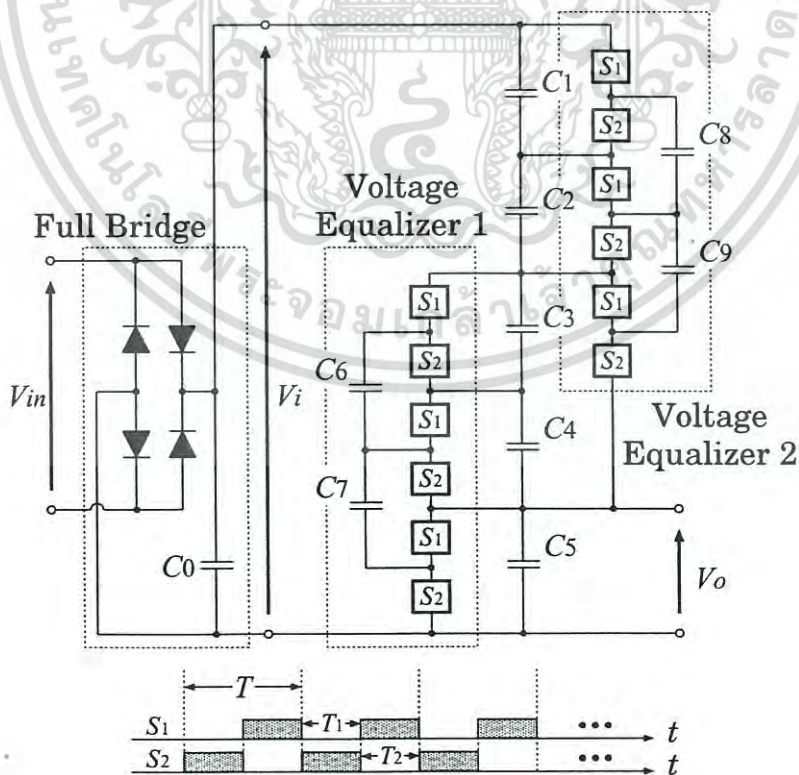 S1
C1
S2
C8
S1
Voltage
Equalizer 1
C2
Full Bridge
S2
C9
S1
S1
C3
S2
C6
S2
Vin
Vi
S1
C4
Voltage
Equalizer 2
C7
S2
S1
C5
Vo
C0
S2
T
S1
T1
t
S2
T2
t